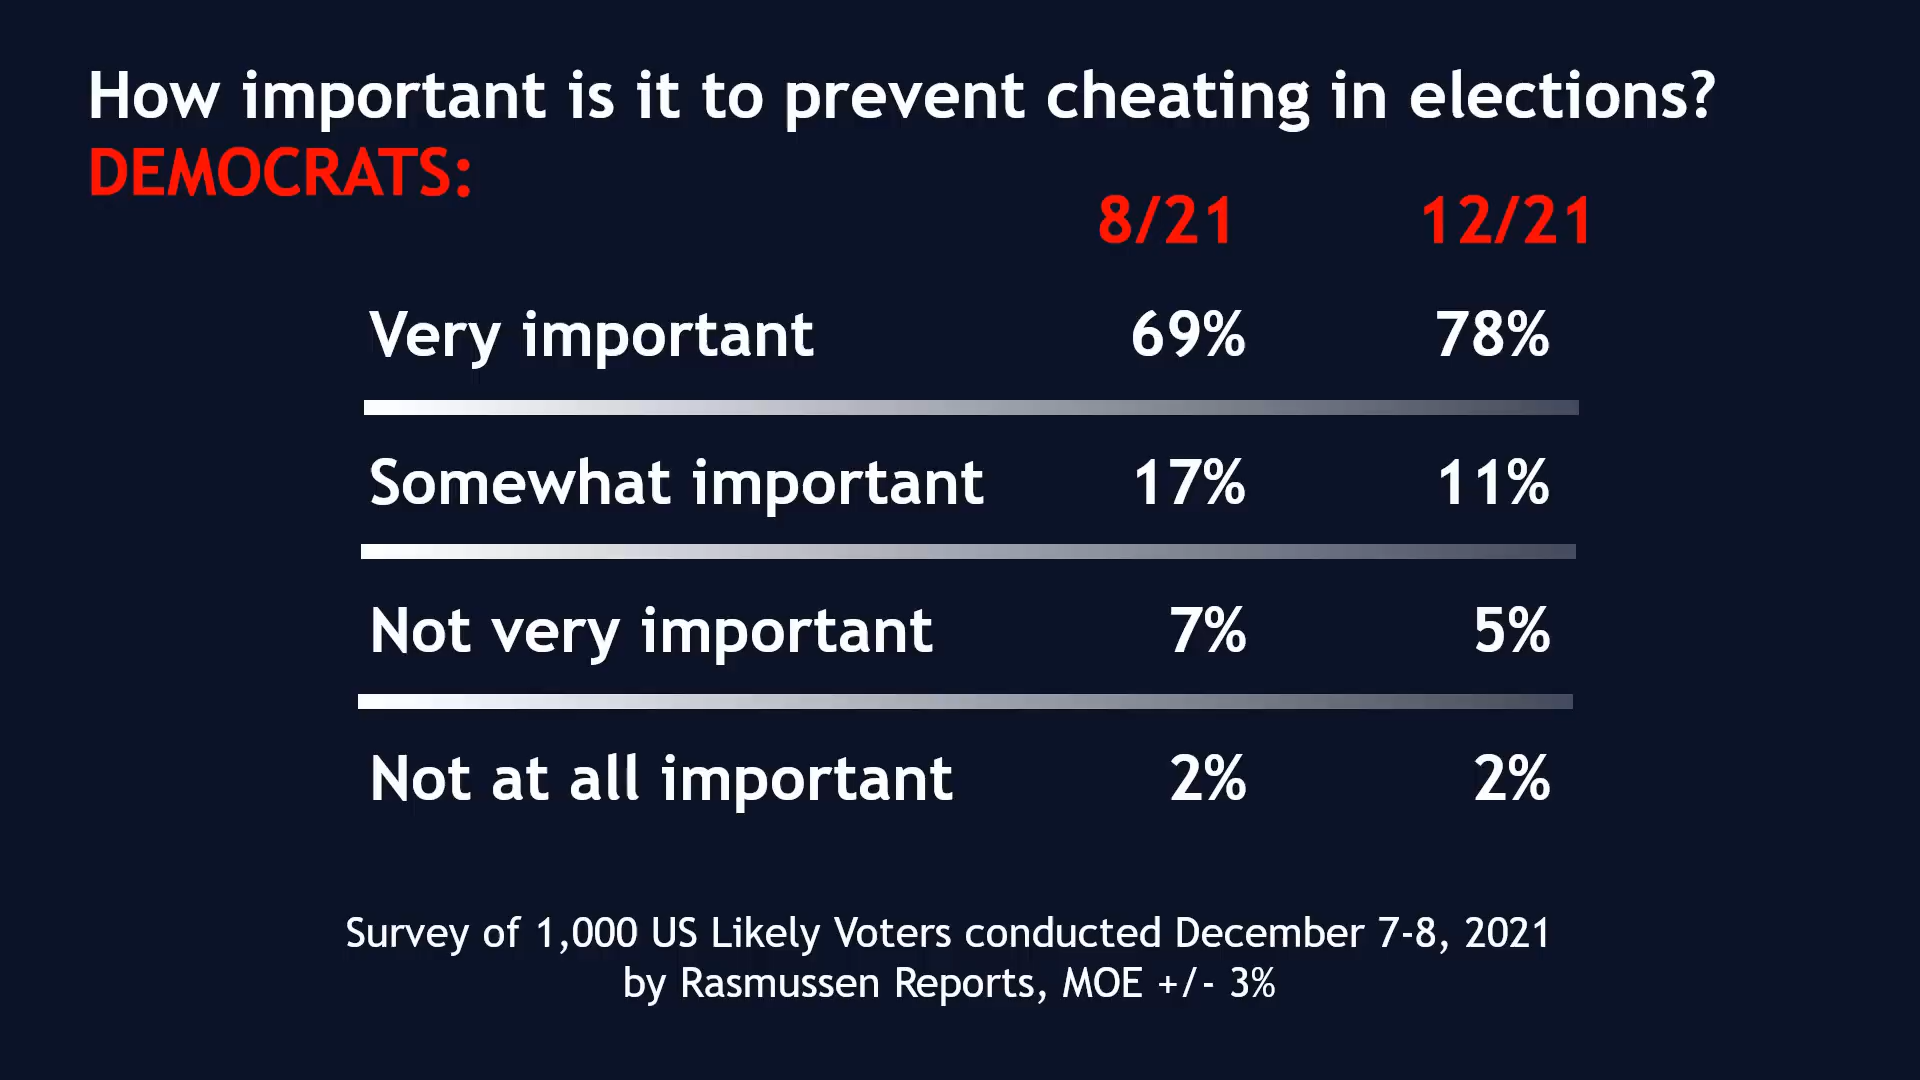 How important is it to prevent cheating in elections?
DEMOCRATS:
8/21 12/21
Very important 69% 78%
Somewhat important 17% 11%
Not very important 7% 5%
Not at all important 2% 2%
Survey of 1,000 US Likely Voters conducted December 7-8, 2021
by Rasmussen Reports, MOE +/- 3%